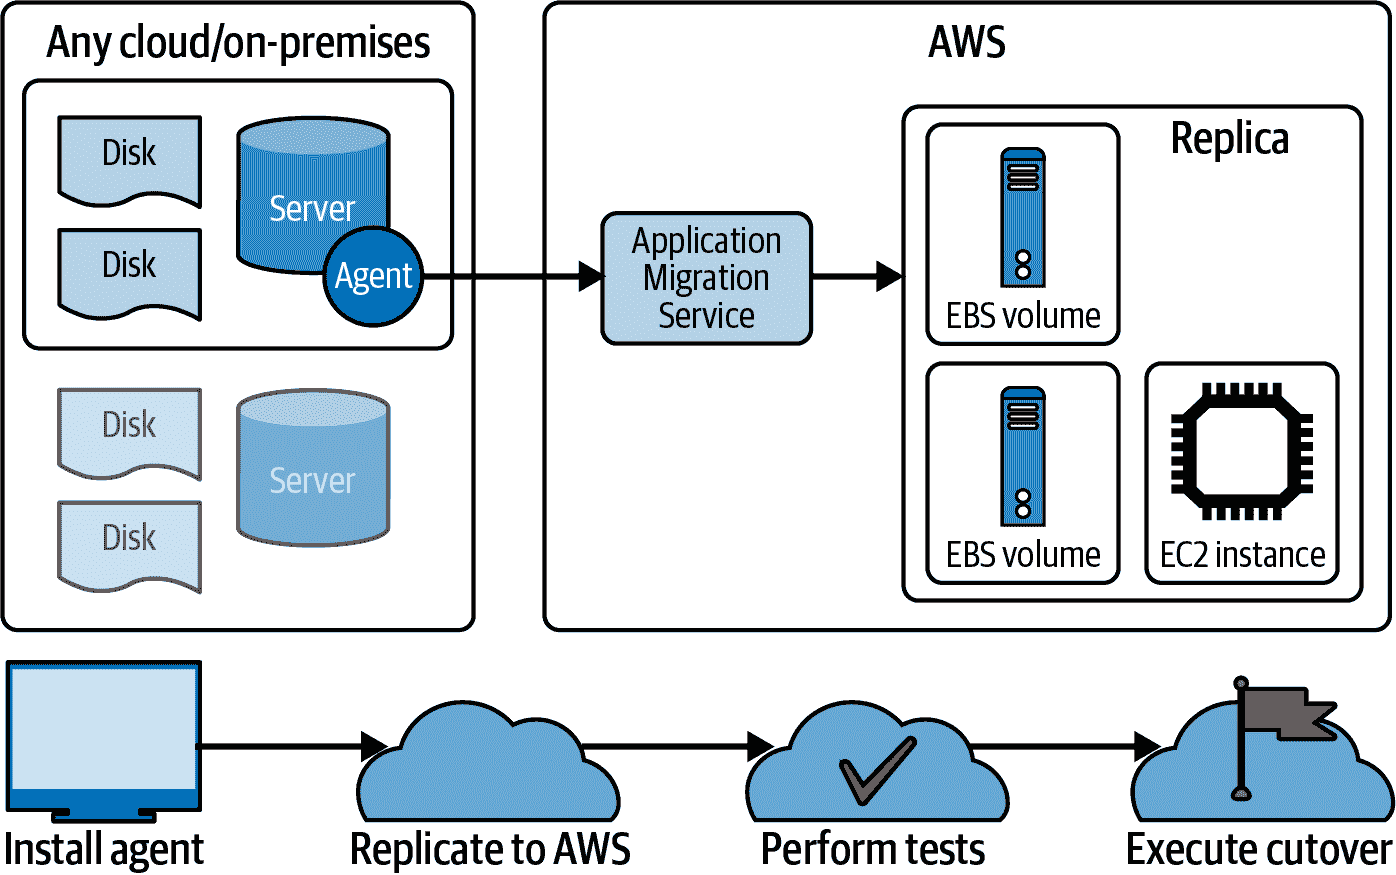 Any cloud/on-premises
Disk
Server
Disk
Agent
Disk
Server
Disk
AWS
Application
Migration
Service
Replica
EBS volume
EBS volume
EC2 instance
Install agent
Replicate to AWS
Perform tests
Execute cutover